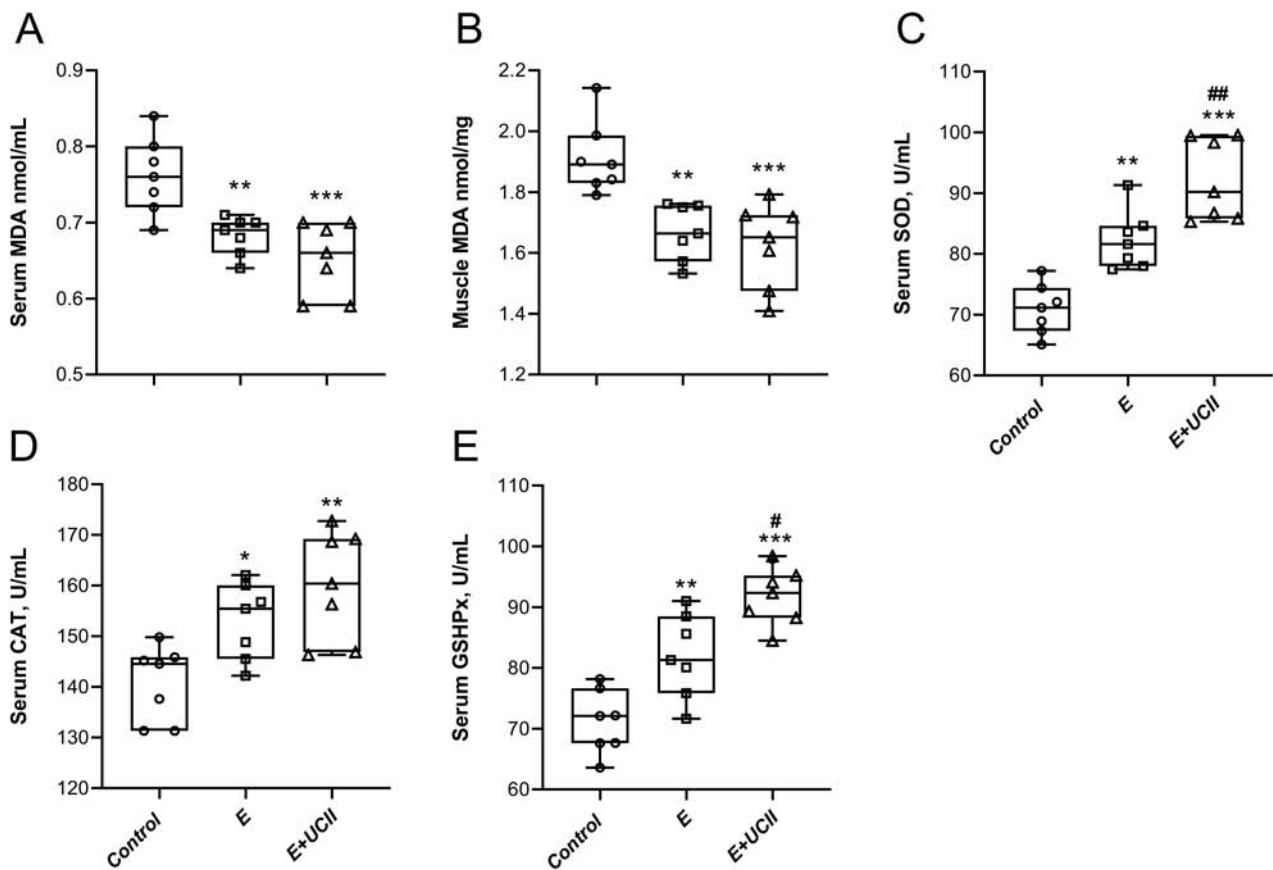 A
Serum MDA nmol/mL
0.9
0.8
0.7
0.6
0.5
**
***
B
Muscle MDA nmol/mg
2.2
2.0
1.8
1.6
1.4
1.2
**
***
C
Serum SOD, U/mL
110
100
90
80
70
60
**
##
***
Control
E
E+UCII
D
Serum CAT, U/mL
180
170
160
150
140
130
120
*
**
Control
E
E+UCII
E
Serum GSHPx, U/mL
110
100
90
80
70
60
**
#
***
Control
E
E+UCII